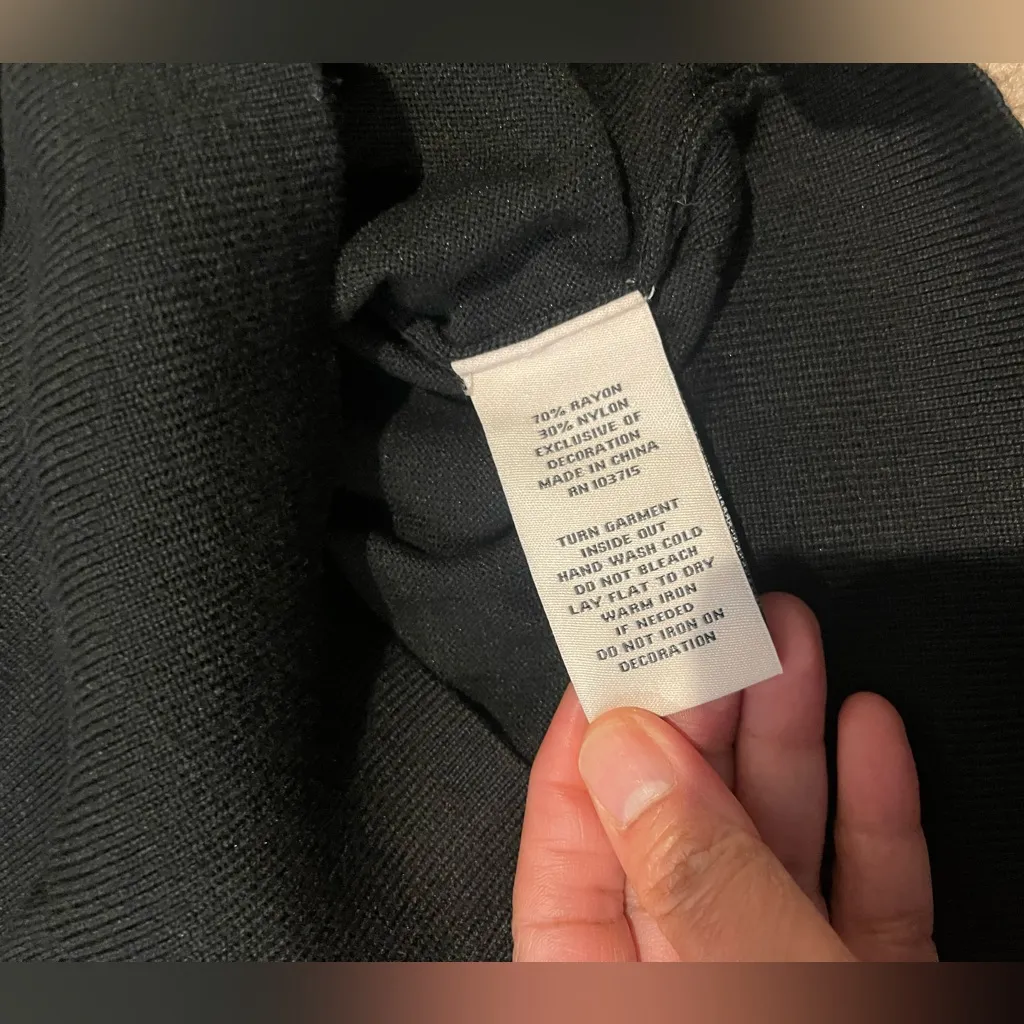 70% RAYON
30% NYLON
EXCLUSIVE OF
DECORATION
MADE IN CHINA
RN 103715
TURN GARMENT
INSIDE OUT
HAND WASH COLD
DO NOT BLEACH
LAY FLAT TO DRY
WARM IRON
IF NEEDED
DO NOT IRON ON
DECORATION